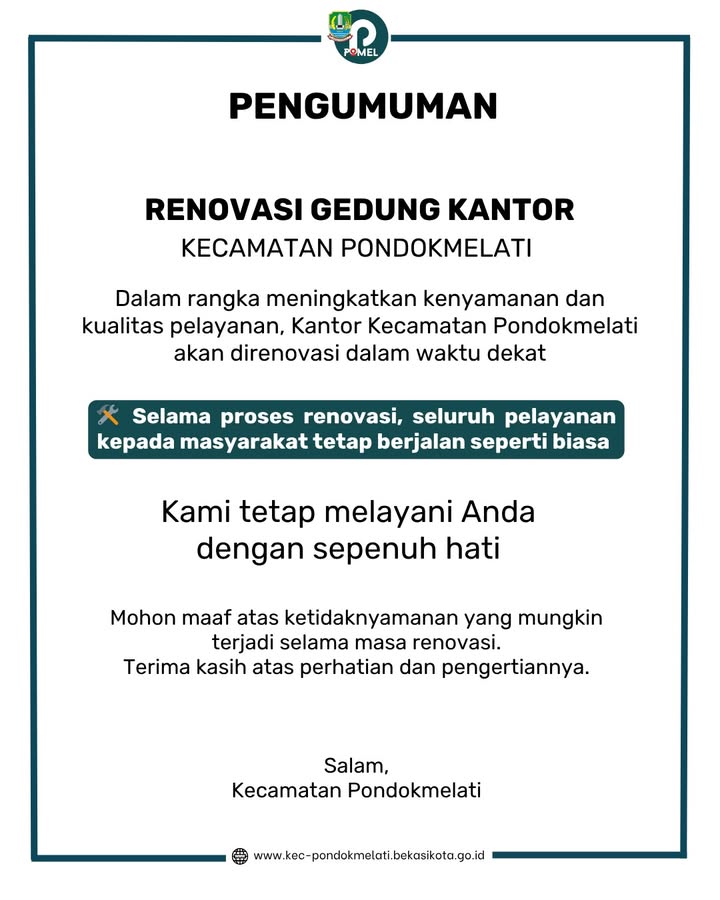 POMEL
PENGUMUMAN
RENOVASI GEDUNG KANTOR
KECAMATAN PONDOKMELATI
Dalam rangka meningkatkan kenyamanan dan
kualitas pelayanan, Kantor Kecamatan Pondokmelati
akan direnovasi dalam waktu dekat
🛠️ Selama proses renovasi, seluruh pelayanan
kepada masyarakat tetap berjalan seperti biasa
Kami tetap melayani Anda
dengan sepenuh hati
Mohon maaf atas ketidaknyamanan yang mungkin
terjadi selama masa renovasi.
Terima kasih atas perhatian dan pengertiannya.
Salam,
Kecamatan Pondokmelati
www.kec-pondokmelati.bekasikota.go.id